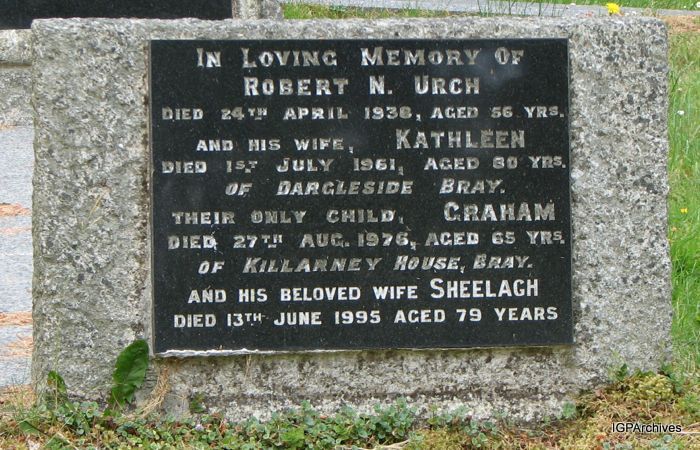 IN LOVING MEMORY OF
ROBERT N. URCH
DIED 24TH APRIL 1938, AGED 56 YRS.
AND HIS WIFE, KATHLEEN
DIED 1ST JULY 1961, AGED 80 YRS.
OF DARGLESIDE BRAY.
THEIR ONLY CHILD, GRAHAM
DIED 27TH AUG. 1976, AGED 65 YRS.
OF KILLARNEY HOUSE, BRAY.
AND HIS BELOVED WIFE SHEELAGH
DIED 13TH JUNE 1995 AGED 79 YEARS
IGPArchives